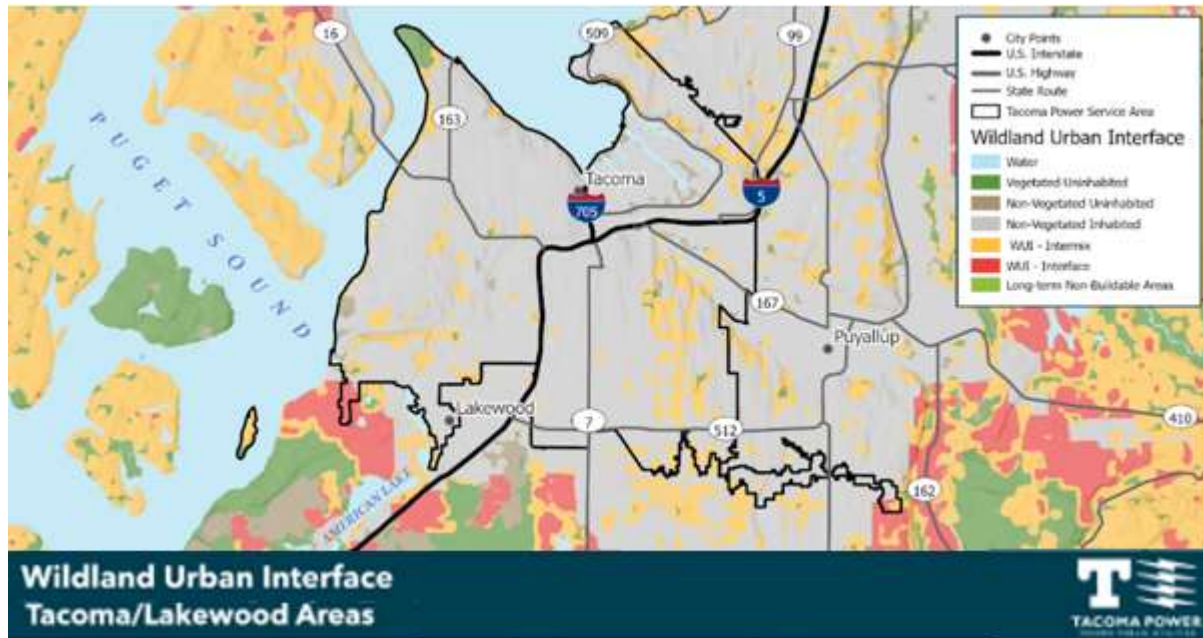 16
509
99
163
PUGET SOUND
Tacoma
705
5
167
Puyallup
Lakewood
7
512
410
162
AMERICAN LAKE
City Points
U.S. Interstate
U.S. Highway
State Route
Tacoma Power Service Area
Wildland Urban Interface
Water
Vegetated Uninhabited
Non-Vegetated Uninhabited
Non-Vegetated Inhabited
WUI - Intermix
WUI - Interface
Long-term Non-Buildable Areas
Wildland Urban Interface
Tacoma/Lakewood Areas
T
TACOMA POWER